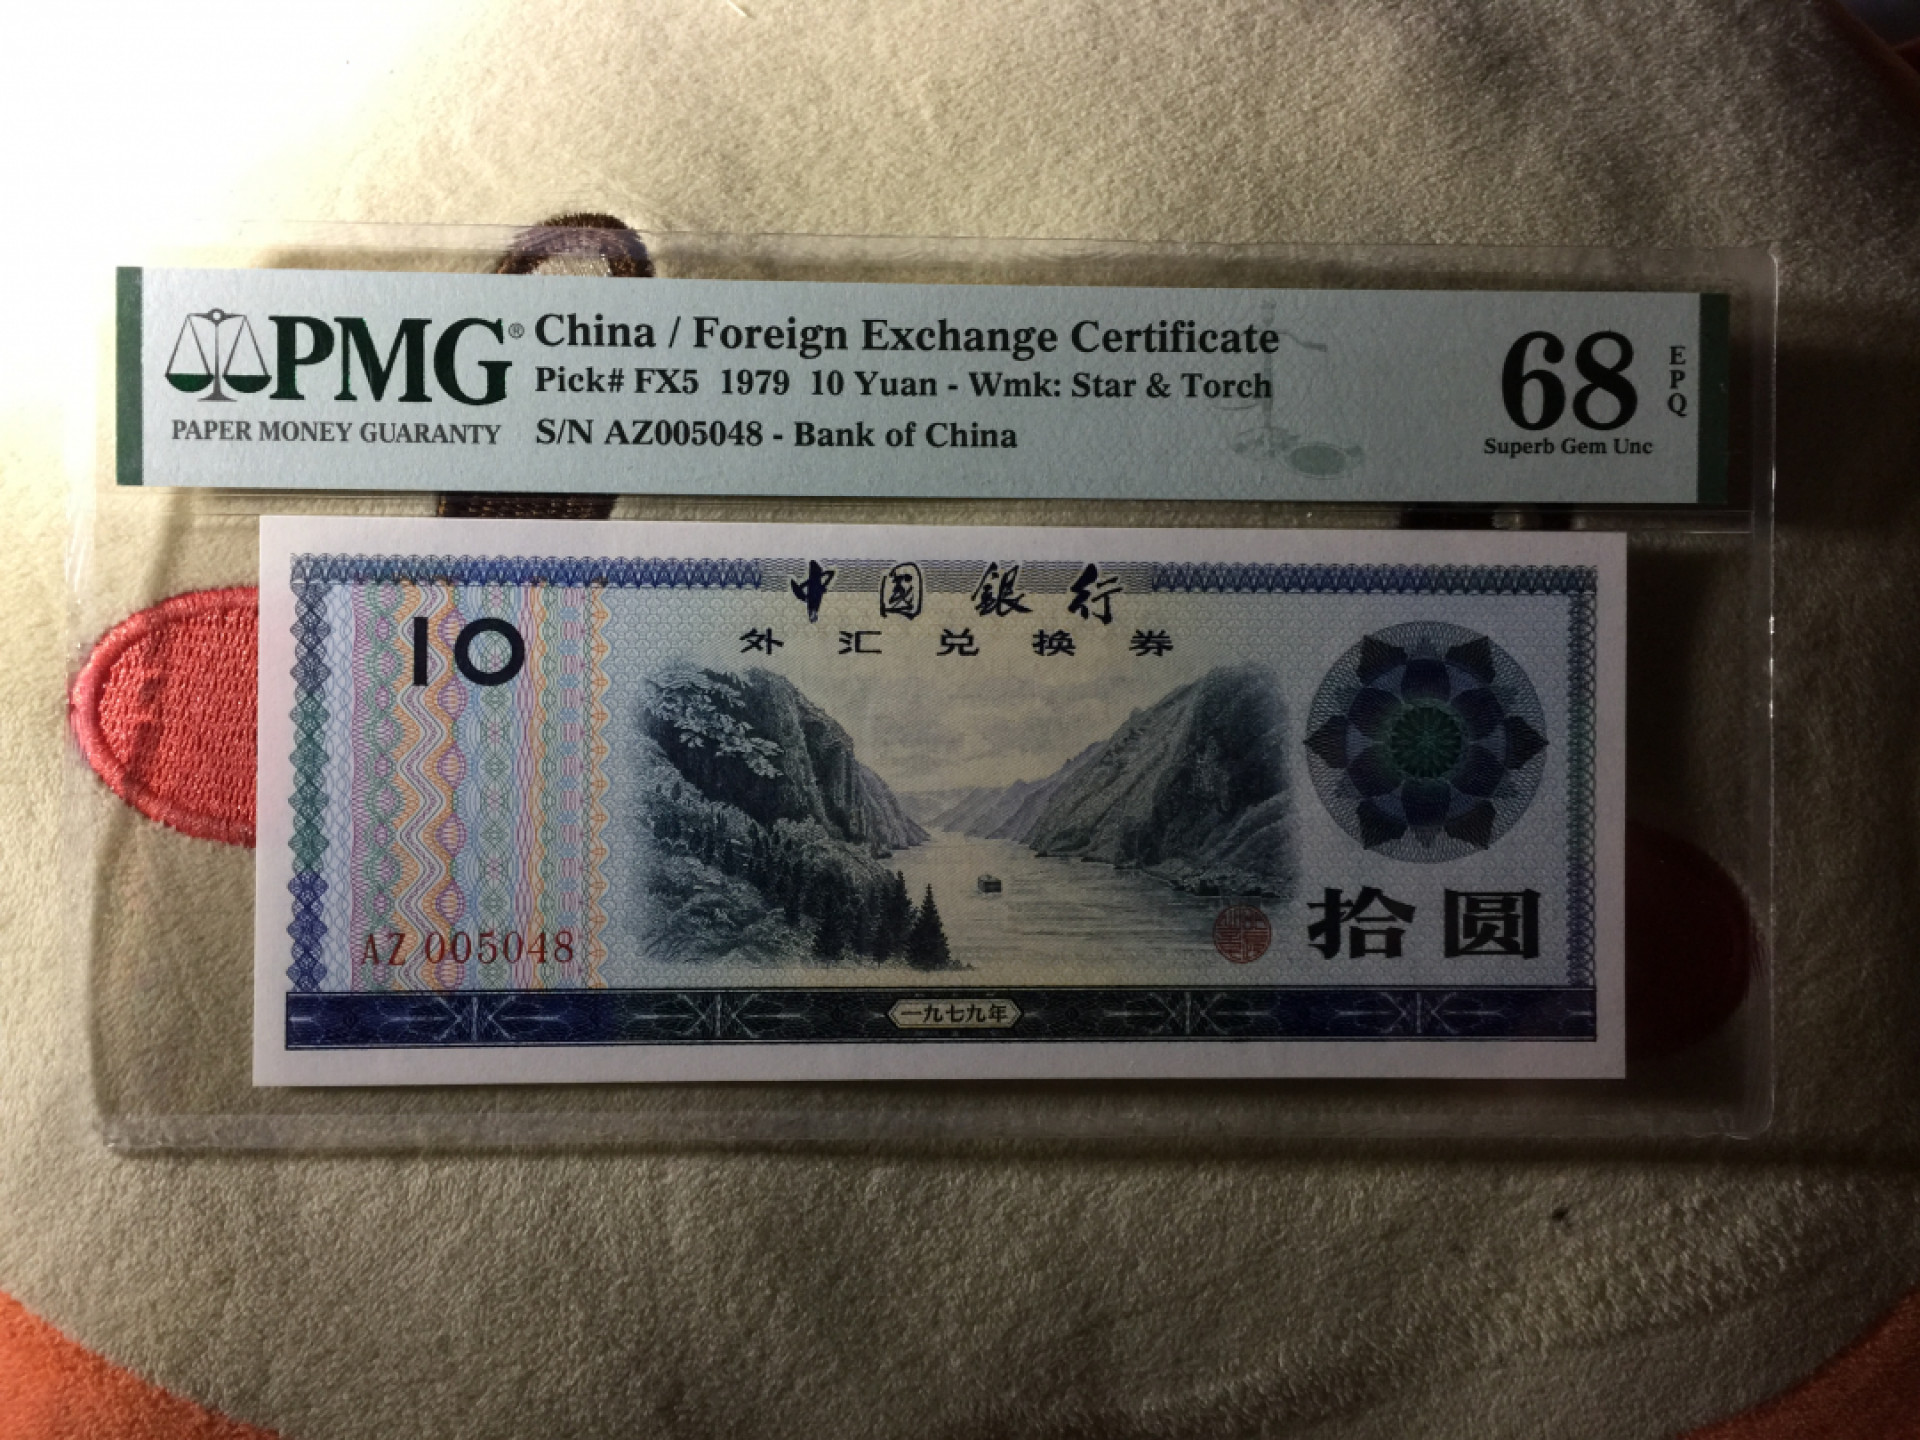 PMG® China / Foreign Exchange Certificate
Pick# FX5 1979 10 Yuan - Wmk: Star & Torch
PAPER MONEY GUARANTY S/N AZ005048 - Bank of China
68 EPQ
Superb Gem Unc
中國銀行
外汇兑换券
10
AZ 005048
拾圆
一九七九年